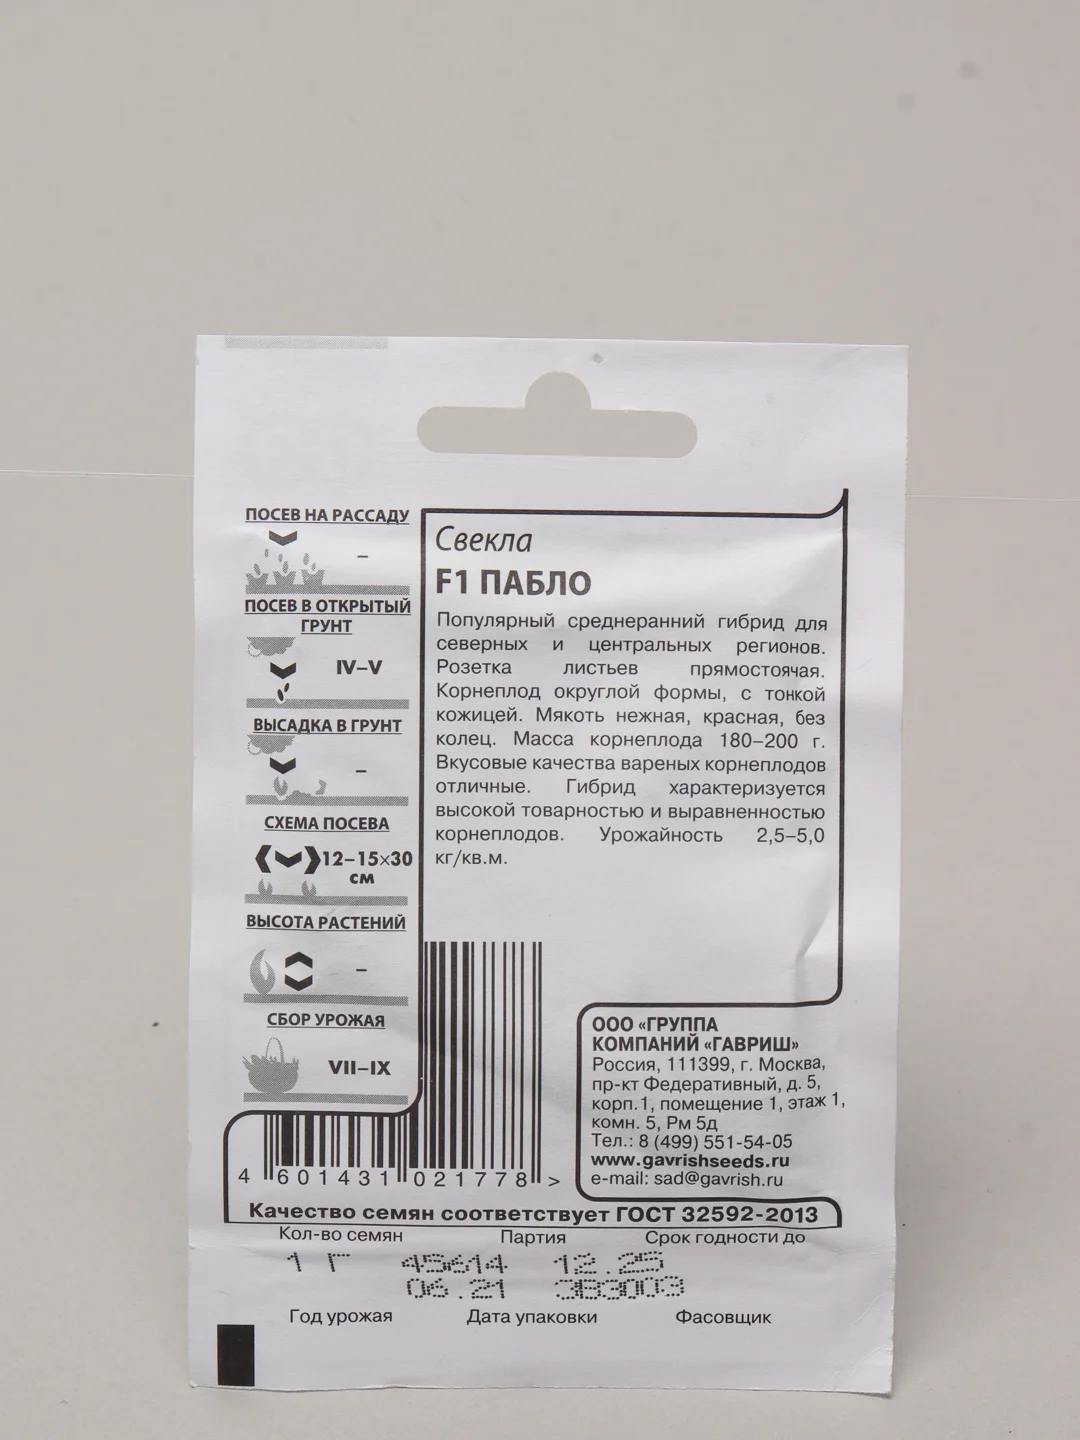 ПОСЕВ НА РАССАДУ
–
ПОСЕВ В ОТКРЫТЫЙ
ГРУНТ
IV–V
ВЫСАДКА В ГРУНТ
–
СХЕМА ПОСЕВА
12–15×30
см
ВЫСОТА РАСТЕНИЙ
–
СБОР УРОЖАЯ
VII–IX
Свекла
F1 ПАБЛО
Популярный среднеранний гибрид для
северных и центральных регионов.
Розетка листьев прямостоячая.
Корнеплод округлой формы, с тонкой
кожицей. Мякоть нежная, красная, без
колец. Масса корнеплода 180–200 г.
Вкусовые качества вареных корнеплодов
отличные. Гибрид характеризуется
высокой товарностью и выравненностью
корнеплодов. Урожайность 2,5–5,0
кг/кв.м.
ООО «ГРУППА
КОМПАНИЙ «ГАВРИШ»
Россия, 111399, г. Москва,
пр-кт Федеративный, д. 5,
корп.1, помещение 1, этаж 1,
комн. 5, Рм 5д
Тел.: 8 (499) 551-54-05
www.gavrishseeds.ru
e-mail: sad@gavrish.ru
4 601431 021778 >
Качество семян соответствует ГОСТ 32592-2013
Кол-во семян Партия Срок годности до
1 г 45614 12.25
06.21 3В3003
Год урожая Дата упаковки Фасовщик